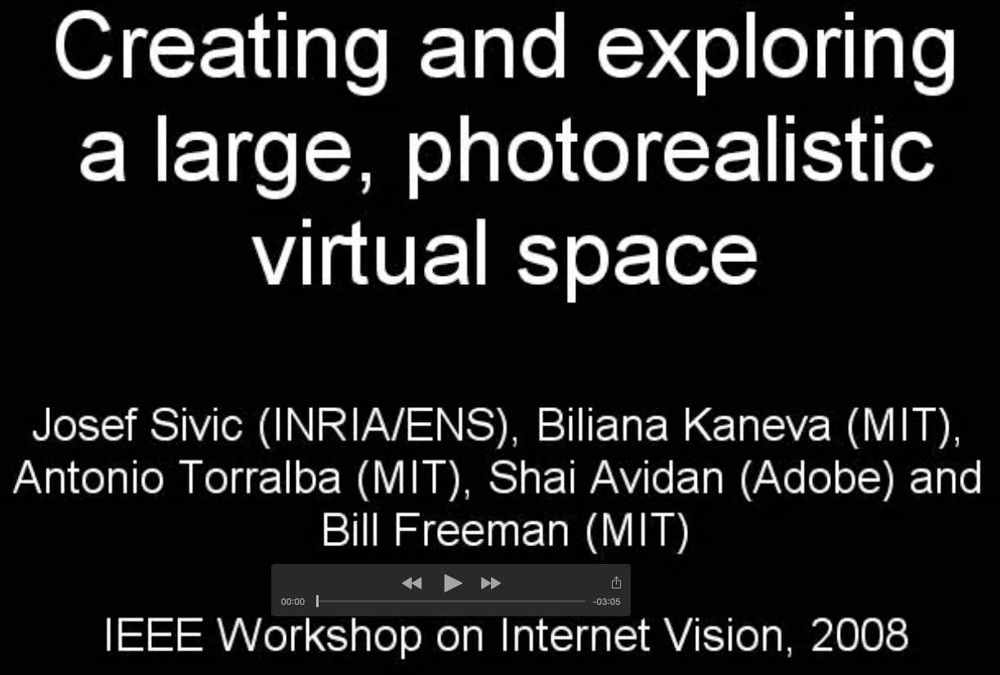 Creating and exploring
a large, photorealistic
virtual space
Josef Sivic (INRIA/ENS), Biliana Kaneva (MIT),
Antonio Torralba (MIT), Shai Avidan (Adobe) and
Bill Freeman (MIT)
00:00 -03:05
IEEE Workshop on Internet Vision, 2008